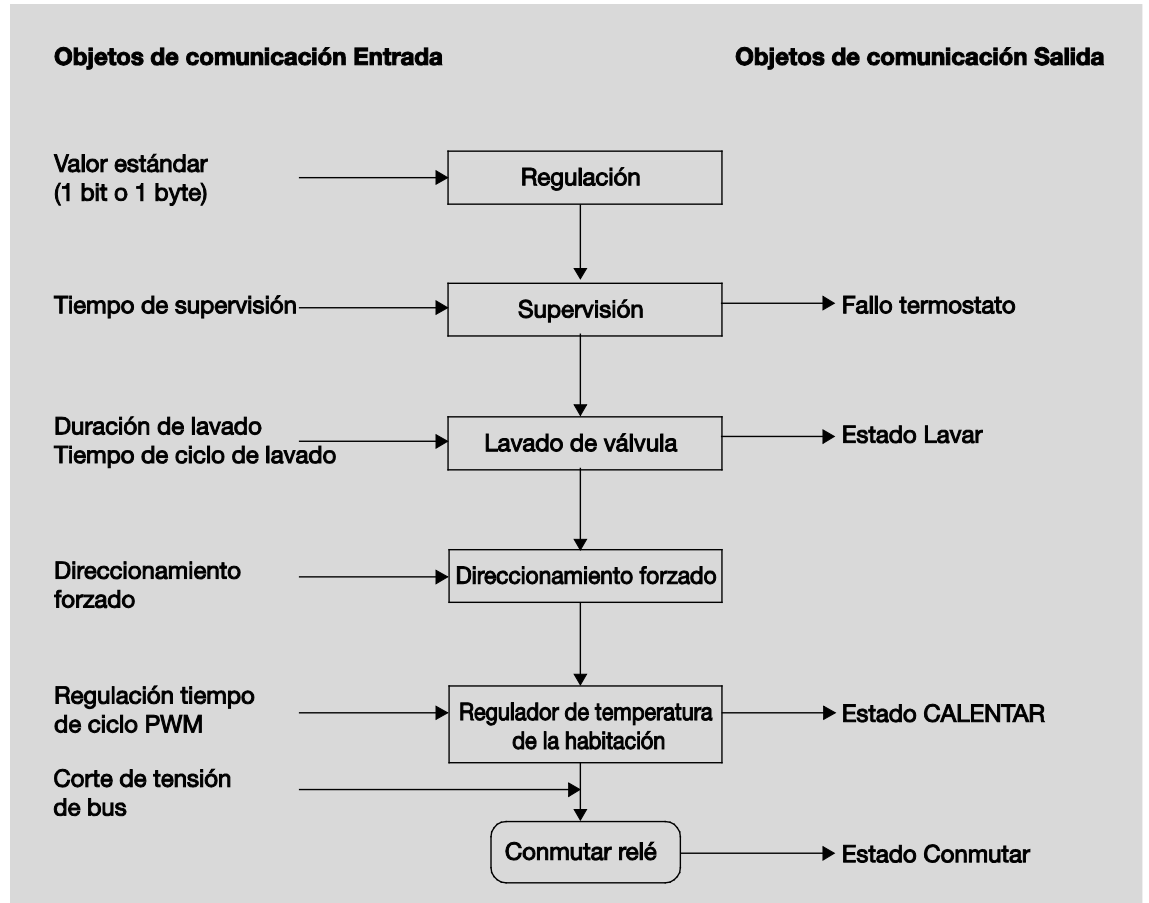 Objetos de comunicación Entrada
Objetos de comunicación Salida
Valor estándar
(1 bit o 1 byte)
Regulación
Tiempo de supervisión
Supervisión
Fallo termostato
Duración de lavado
Tiempo de ciclo de lavado
Lavado de válvula
Estado Lavar
Direccionamiento
forzado
Direccionamiento forzado
Regulación tiempo
de ciclo PWM
Regulador de temperatura
de la habitación
Estado CALENTAR
Corte de tensión
de bus
Conmutar relé
Estado Conmutar